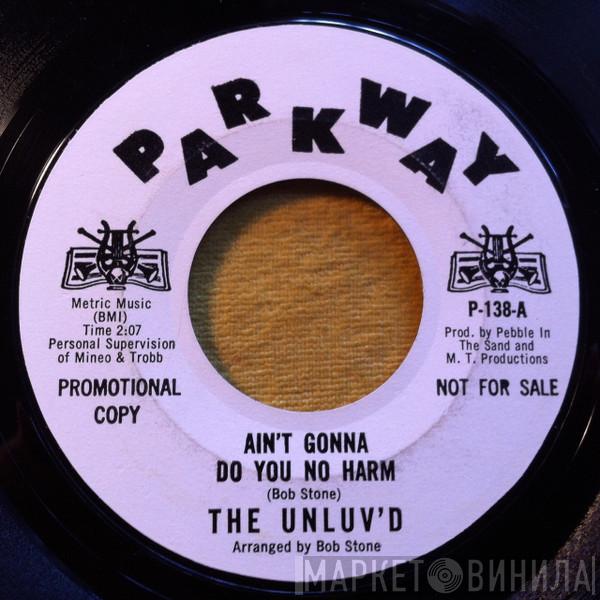 PARKWAY
Metric Music
(BMI)
Time 2:07
Personal Supervision
of Mineo & Trobb
PROMOTIONAL
COPY
P-138-A
Prod. by Pebble In
The Sand and
M. T. Productions
NOT FOR SALE
AIN'T GONNA
DO YOU NO HARM
(Bob Stone)
THE UNLUV'D
Arranged by Bob Stone
МАРКЕТ ВИНИЛА